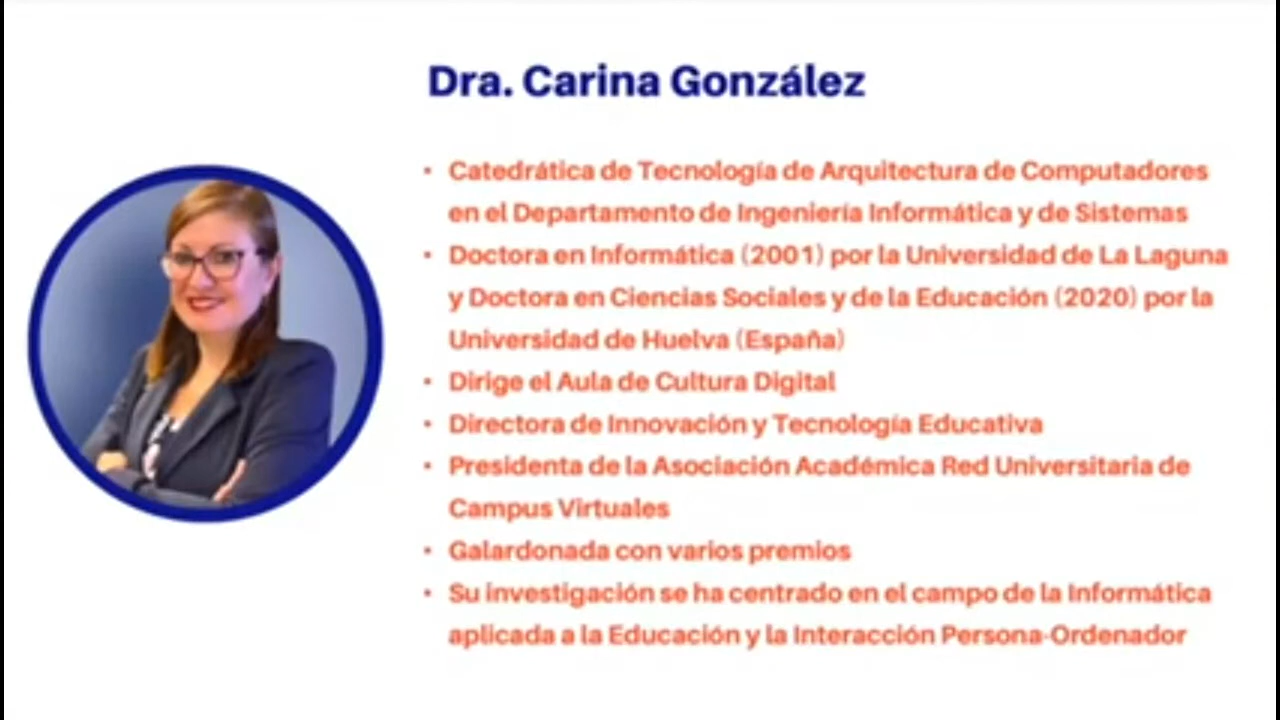 Dra. Carina González
• Catedrática de Tecnología de Arquitectura de Computadores
en el Departamento de Ingeniería Informática y de Sistemas
• Doctora en Informática (2001) por la Universidad de La Laguna
y Doctora en Ciencias Sociales y de la Educación (2020) por la
Universidad de Huelva (España)
• Dirige el Aula de Cultura Digital
• Directora de Innovación y Tecnología Educativa
• Presidenta de la Asociación Académica Red Universitaria de
Campus Virtuales
• Galardonada con varios premios
• Su investigación se ha centrado en el campo de la Informática
aplicada a la Educación y la Interacción Persona-Ordenador